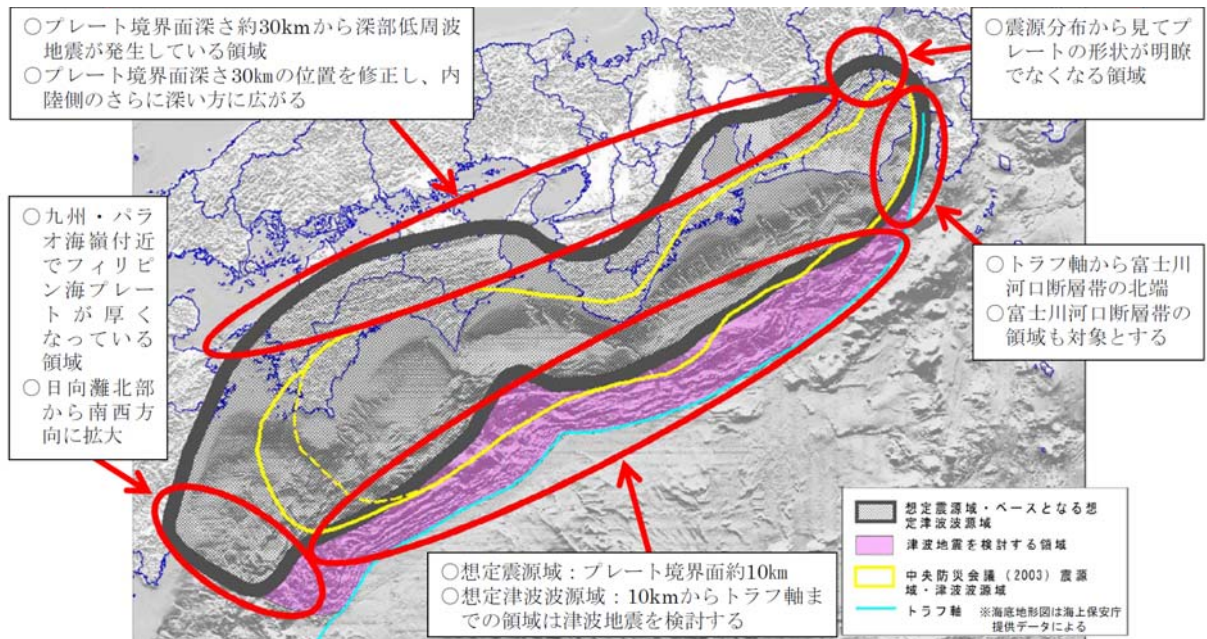 ○プレート境界面深さ約30kmから深部低周波
地震が発生している領域
○プレート境界面深さ30kmの位置を修正し、内
陸側のさらに深い方に広がる
○震源分布から見てプ
レートの形状が明瞭
でなくなる領域
○九州・パラ
オ海嶺付近
でフィリピ
ン海プレー
トが厚く
なっている
領域
○日向灘北部
から南西方
向に拡大
○トラフ軸から富士川
河口断層帯の北端
○富士川河口断層帯の
領域も対象とする
○想定震源域：プレート境界面約10km
○想定津波波源域：10kmからトラフ軸ま
での領域は津波地震を検討する
想定震源域・ベースとなる想
定津波波源域
津波地震を検討する領域
中央防災会議（2003）震源
域・津波波源域
トラフ軸 ※海底地形図は海上保安庁
提供データによる